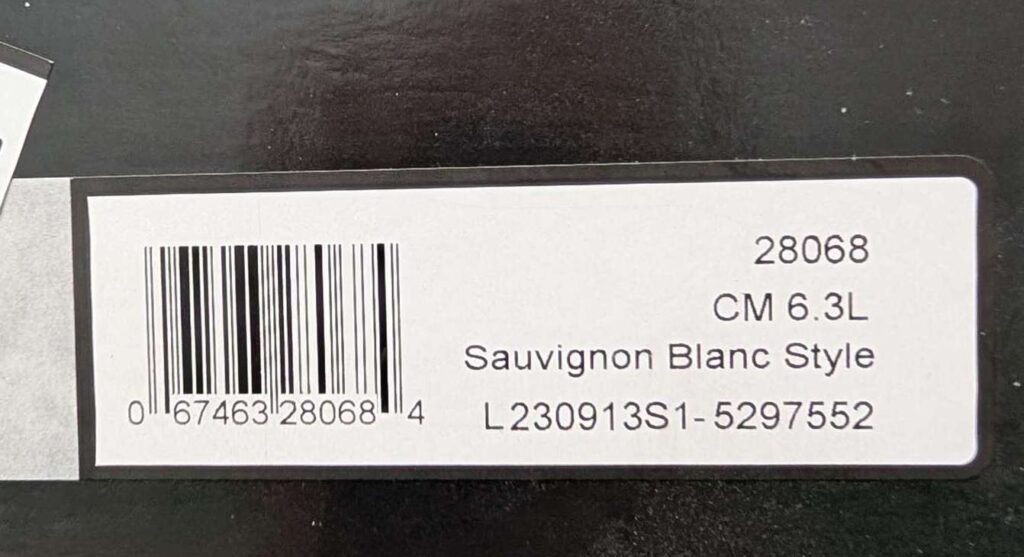 28068
CM 6.3L
Sauvignon Blanc Style
L230913S1-5297552
0 67463 28068 4